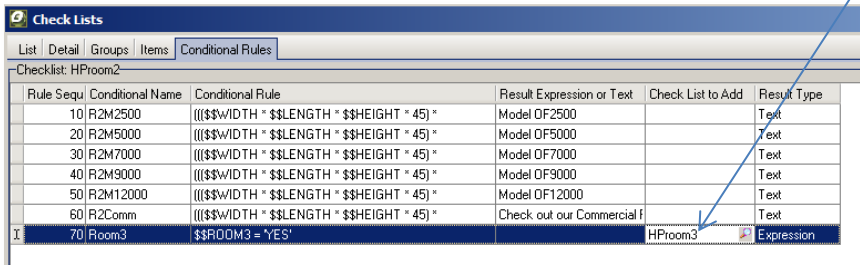 Check Lists
List Detail Groups Items Conditional Rules
Checklist: HProom2
Rule Sequ Conditional Name Conditional Rule Result Expression or Text Check List to Add Result Type
10 R2M2500 ((($$WIDTH * $$LENGTH * $$HEIGHT * 45) * Model OF2500 Text
20 R2M5000 ((($$WIDTH * $$LENGTH * $$HEIGHT * 45) * Model OF5000 Text
30 R2M7000 ((($$WIDTH * $$LENGTH * $$HEIGHT * 45) * Model OF7000 Text
40 R2M9000 ((($$WIDTH * $$LENGTH * $$HEIGHT * 45) * Model OF9000 Text
50 R2M12000 ((($$WIDTH * $$LENGTH * $$HEIGHT * 45) * Model OF12000 Text
60 R2Comm ((($$WIDTH * $$LENGTH * $$HEIGHT * 45) * Check out our Commercial F Text
70 Room3 $$ROOM3 = 'YES' HProom3 Expression